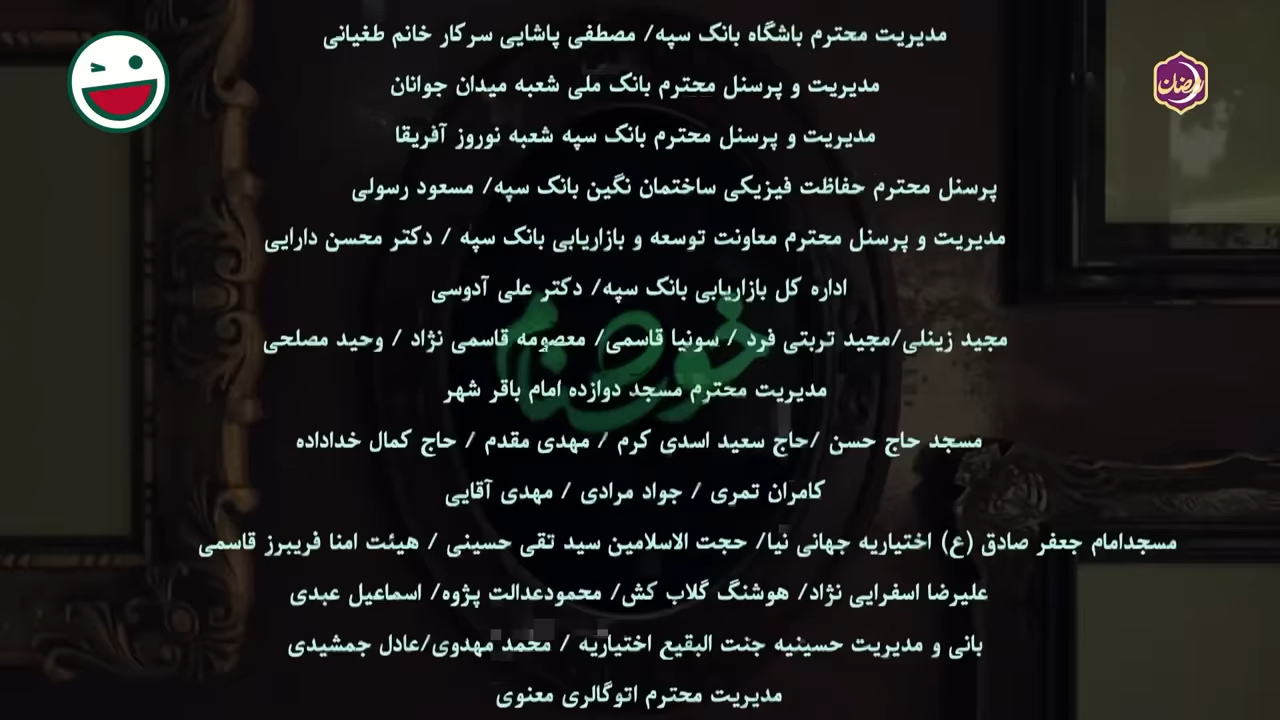 رمضان
مدیریت محترم باشگاه بانک سپه/ مصطفی پاشایی سرکار خانم طغیانی
مدیریت و پرسنل محترم بانک ملی شعبه میدان جوانان
مدیریت و پرسنل محترم بانک سپه شعبه نوروز آفریقا
پرسنل محترم حفاظت فیزیکی ساختمان نگین بانک سپه/ مسعود رسولی
مدیریت و پرسنل محترم معاونت توسعه و بازاریابی بانک سپه / دکتر محسن دارایی
اداره کل بازاریابی بانک سپه/ دکتر علی آدوسی
مجید زینلی/مجید تربتی فرد / سونیا قاسمی/ معصومه قاسمی نژاد / وحید مصلحی
مدیریت محترم مسجد دوازده امام باقر شهر
مسجد حاج حسن /حاج سعید اسدی کرم / مهدی مقدم / حاج کمال خداداده
کامران تمری / جواد مرادی / مهدی آقایی
مسجدامام جعفر صادق (ع) اختیاریه جهانی نیا/ حجت الاسلامین سید تقی حسینی / هیئت امنا فریبرز قاسمی
علیرضا اسفرایی نژاد/ هوشنگ گلاب کش/ محمودعدالت پژوه/ اسماعیل عبدی
بانی و مدیریت حسینیه جنت البقیع اختیاریه / محمد مهدوی/عادل جمشیدی
مدیریت محترم اتوگالری معنوی